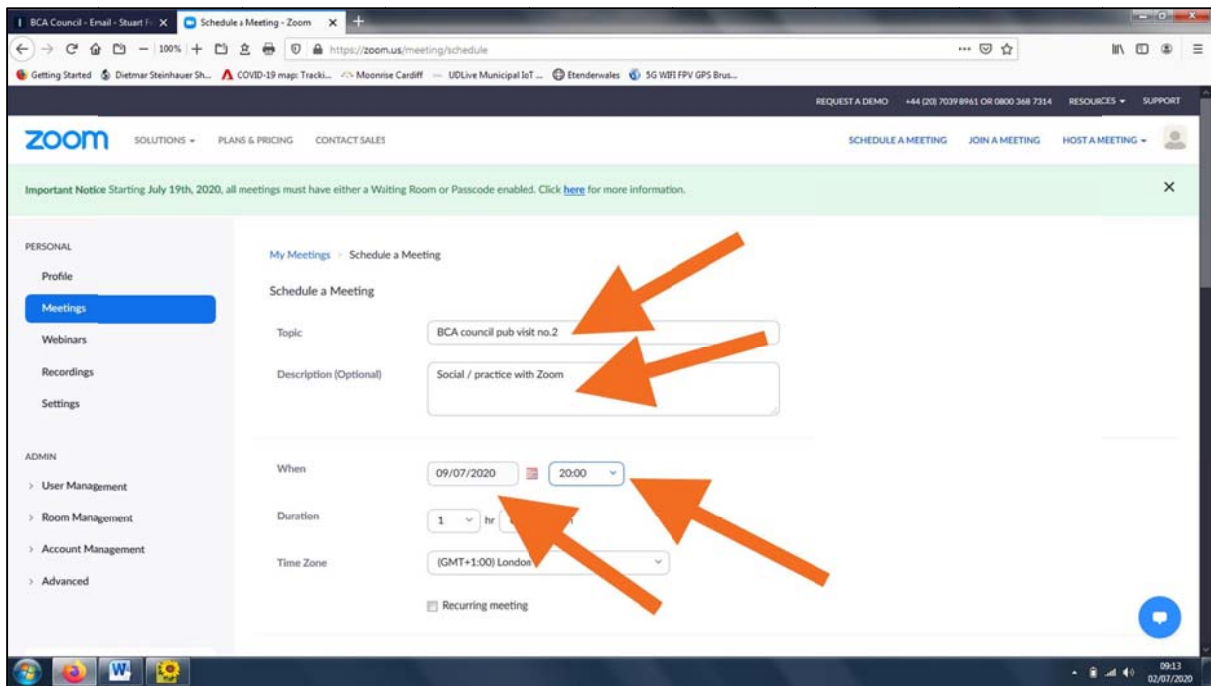 BCA Council - Email - Stuart F
Schedule a Meeting - Zoom
100%
https://zoom.us/meeting/schedule
Getting Started
Dietmar Steinhauer Sh...
COVID-19 map: Tracki...
Moonrise Cardiff
UDLive Municipal IoT ...
Etenderwales
5G WIFI FPV GPS Brus...
REQUEST A DEMO
+44 (20) 7039 8961 OR 0800 368 7314
RESOURCES
SUPPORT
zoom
SOLUTIONS
PLANS & PRICING
CONTACT SALES
SCHEDULE A MEETING
JOIN A MEETING
HOST A MEETING
Important Notice Starting July 19th, 2020, all meetings must have either a Waiting Room or Passcode enabled. Click here for more information.
PERSONAL
Profile
Meetings
Webinars
Recordings
Settings
ADMIN
User Management
Room Management
Account Management
Advanced
My Meetings > Schedule a Meeting
Schedule a Meeting
Topic
BCA council pub visit no.2
Description (Optional)
Social / practice with Zoom
When
09/07/2020
20:00
Duration
1
hr
Time Zone
(GMT+1:00) London
Recurring meeting
09:13
02/07/2020